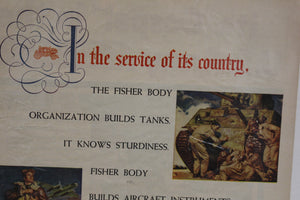 In the service of its country.
THE FISHER BODY
ORGANIZATION BUILDS TANKS.
IT KNOWS STURDINESS.
FISHER BODY
BUILDS AIRCRAFT INSTRUMENTS